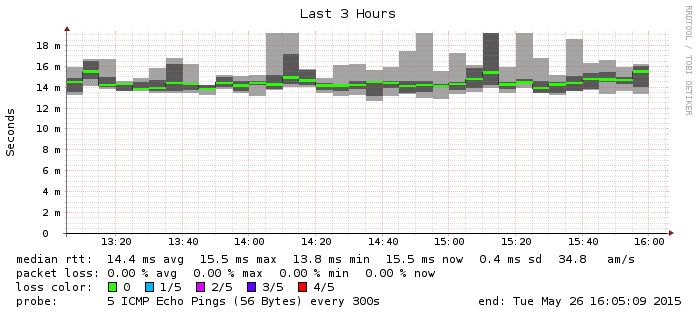 Last 3 Hours
RRDTOOL / TOBI OETIKER
Seconds
18 m
16 m
14 m
12 m
10 m
8 m
6 m
4 m
2 m
0
13:20 13:40 14:00 14:20 14:40 15:00 15:20 15:40 16:00
median rtt: 14.4 ms avg 15.5 ms max 13.8 ms min 15.5 ms now 0.4 ms sd 34.8 am/s
packet loss: 0.00 % avg 0.00 % max 0.00 % min 0.00 % now
loss color: 0 1/5 2/5 3/5 4/5
probe: 5 ICMP Echo Pings (56 Bytes) every 300s end: Tue May 26 16:05:09 2015